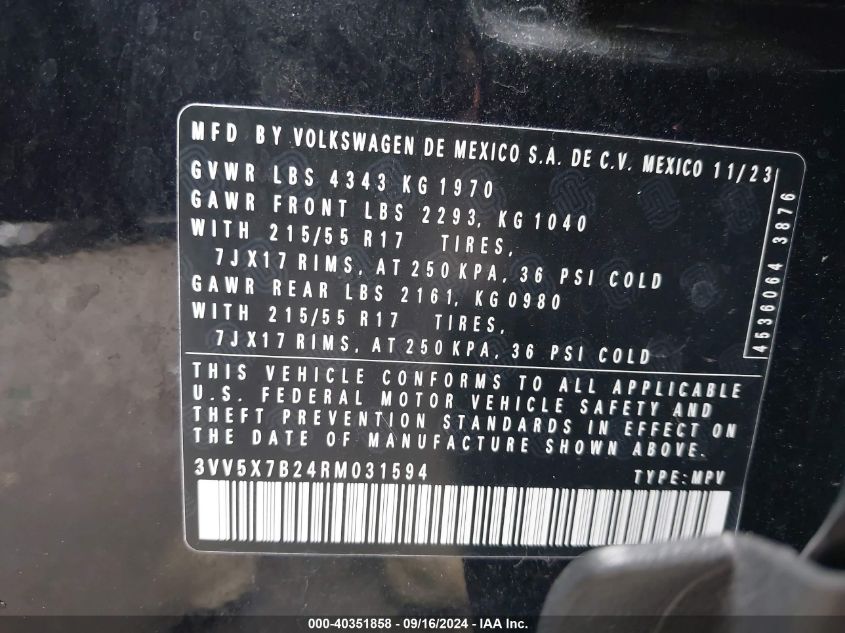 MFD BY VOLKSWAGEN DE MEXICO S.A. DE C.V. MEXICO 11/23
GVWR LBS 4343 KG 1970
GAWR FRONT LBS 2293, KG 1040
WITH 215/55 R17 TIRES,
7JX17 RIMS, AT 250 KPA, 36 PSI COLD
GAWR REAR LBS 2161, KG 0980
WITH 215/55 R17 TIRES,
7JX17 RIMS, AT 250 KPA, 36 PSI COLD
4536064 3876
THIS VEHICLE CONFORMS TO ALL APPLICABLE
U.S. FEDERAL MOTOR VEHICLE SAFETY AND
THEFT PREVENTION STANDARDS IN EFFECT ON
THE DATE OF MANUFACTURE SHOWN ABOVE.
3VV5X7B24RM031594 TYPE: MPV
000-40351858 - 09/16/2024 - IAA Inc.